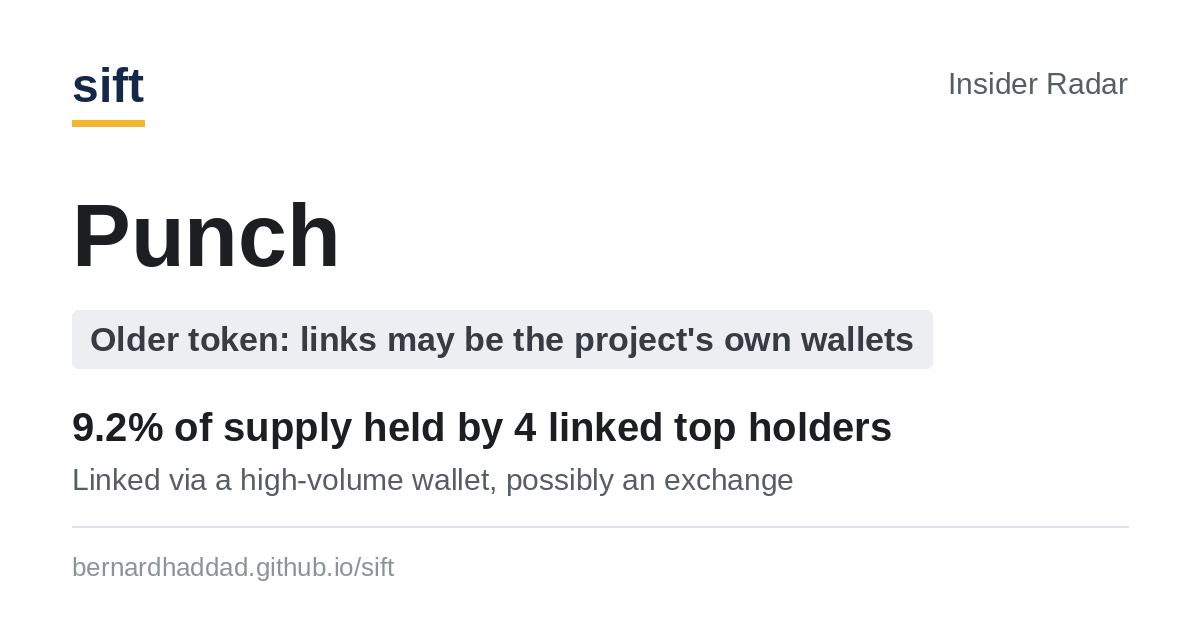 sift
Insider Radar
Punch
Older token: links may be the project's own wallets
9.2% of supply held by 4 linked top holders
Linked via a high-volume wallet, possibly an exchange
bernardhaddad.github.io/sift